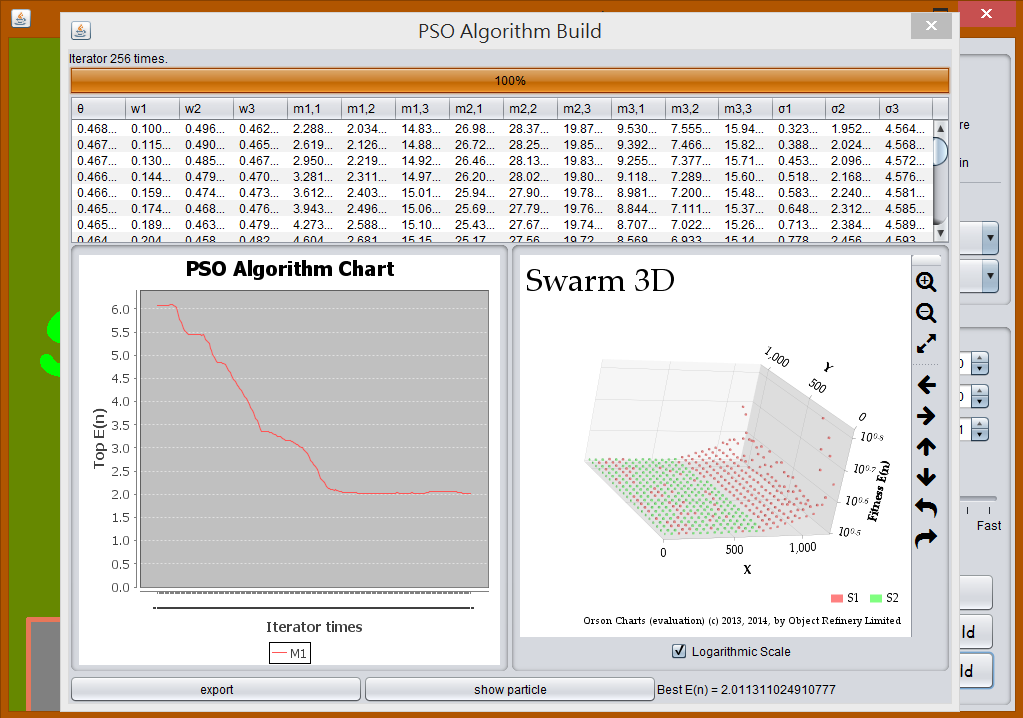 PSO Algorithm Build
Iterator 256 times.
100%
θ w1 w2 w3 m1,1 m1,2 m1,3 m2,1 m2,2 m2,3 m3,1 m3,2 m3,3 σ1 σ2 σ3
0.468... 0.100... 0.496... 0.462... 2.288... 2.034... 14.83... 26.98... 28.37... 19.87... 9.530... 7.555... 15.94... 0.323... 1.952... 4.564...
0.467... 0.115... 0.490... 0.465... 2.619... 2.126... 14.88... 26.72... 28.25... 19.85... 9.392... 7.466... 15.82... 0.388... 2.024... 4.568...
0.467... 0.130... 0.485... 0.467... 2.950... 2.219... 14.92... 26.46... 28.13... 19.83... 9.255... 7.377... 15.71... 0.453... 2.096... 4.572...
0.466... 0.144... 0.479... 0.470... 3.281... 2.311... 14.97... 26.20... 28.02... 19.80... 9.118... 7.289... 15.60... 0.518... 2.168... 4.576...
0.466... 0.159... 0.474... 0.473... 3.612... 2.403... 15.01... 25.94... 27.90... 19.78... 8.981... 7.200... 15.48... 0.583... 2.240... 4.581...
0.465... 0.174... 0.468... 0.476... 3.943... 2.496... 15.06... 25.69... 27.79... 19.76... 8.844... 7.111... 15.37... 0.648... 2.312... 4.585...
0.465... 0.189... 0.463... 0.479... 4.273... 2.588... 15.10... 25.43... 27.67... 19.74... 8.707... 7.022... 15.26... 0.713... 2.384... 4.589...
0.464... 0.204... 0.458... 0.482... 4.604... 2.681... 15.15... 25.17... 27.56... 19.72... 8.569... 6.933... 15.14... 0.778... 2.456... 4.593...
PSO Algorithm Chart
6.0
5.5
5.0
4.5
4.0
3.5
3.0
2.5
2.0
1.5
1.0
0.5
0.0
Top E(n)
Iterator times
M1
Swarm 3D
1,000
Y
500
0
10^0.8
10^0.7
10^0.6
10^0.5
Fitness E(n)
0
500
1,000
X
S1 S2
Orson Charts (evaluation) (c) 2013, 2014, by Object Refinery Limited
Logarithmic Scale
export
show particle
Best E(n) = 2.011311024910777
re
in
0
0
1
Fast
ld
ld